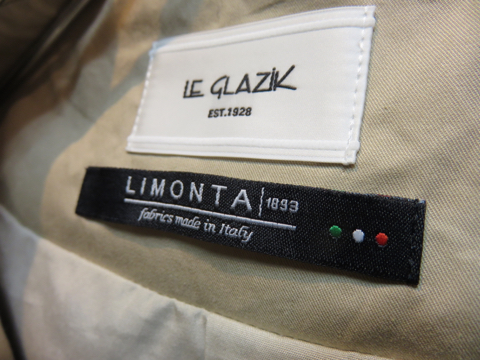 LE GLAZIK
EST.1928
LIMONTA 1893
fabrics made in Italy